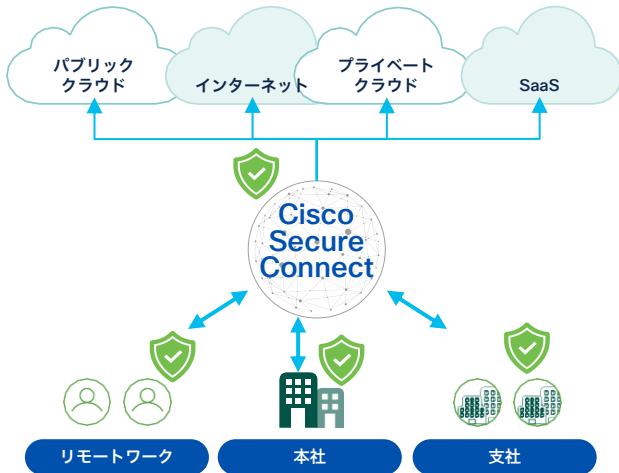 パブリック
クラウド
インターネット
プライベート
クラウド
SaaS
Cisco
Secure
Connect
リモートワーク
本社
支社